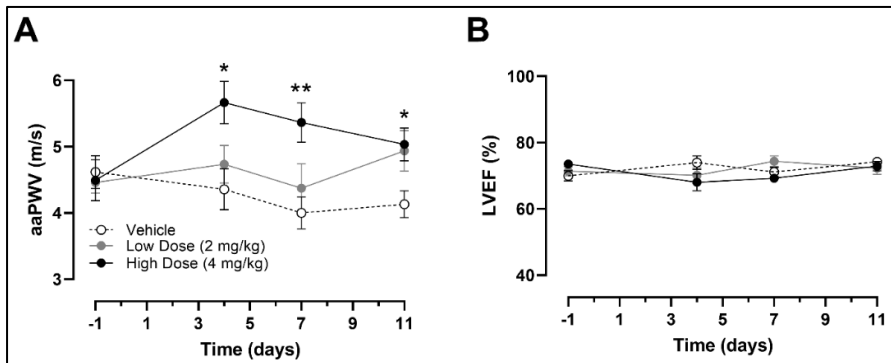 A
6
5
4
3
aaPWV (m/s)
*
**
*
Vehicle
Low Dose (2 mg/kg)
High Dose (4 mg/kg)
-1 1 3 5 7 9 11
Time (days)
B
100
80
60
40
LVEF (%)
-1 1 3 5 7 9 11
Time (days)